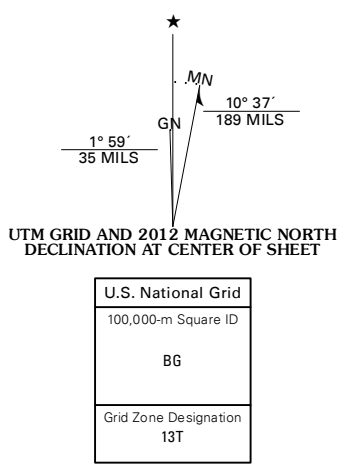 ★
MN
10° 37´
189 MILS
GN
1° 59´
35 MILS
UTM GRID AND 2012 MAGNETIC NORTH
DECLINATION AT CENTER OF SHEET
U.S. National Grid
100,000-m Square ID
BG
Grid Zone Designation
13T